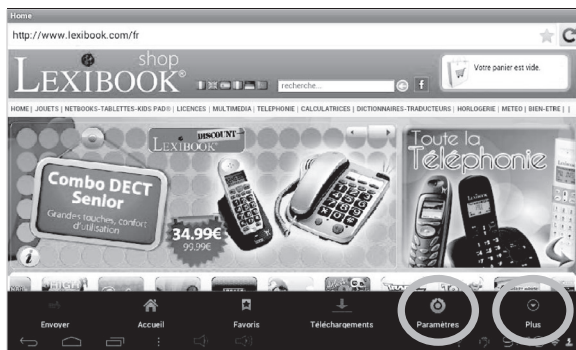 Home
http://www.lexibook.com/fr
shop
LEXIBOOK®
recherche...
f
Votre panier est vide.
HOME | JOUETS | NETBOOKS-TABLETTES-KIDS PAD® | LICENCES | MULTIMEDIA | TELEPHONIE | CALCULATRICES | DICTIONNAIRES-TRADUCTEURS | HORLOGERIE | METEO | BIEN-ETRE |
LEXIBOOK DISCOUNT
Combo DECT
Senior
Grandes touches, confort
d'utilisation
34.99€
99.99€
i
Toute la
Téléphonie
Envoyer Accueil Favoris Téléchargements Paramètres Plus